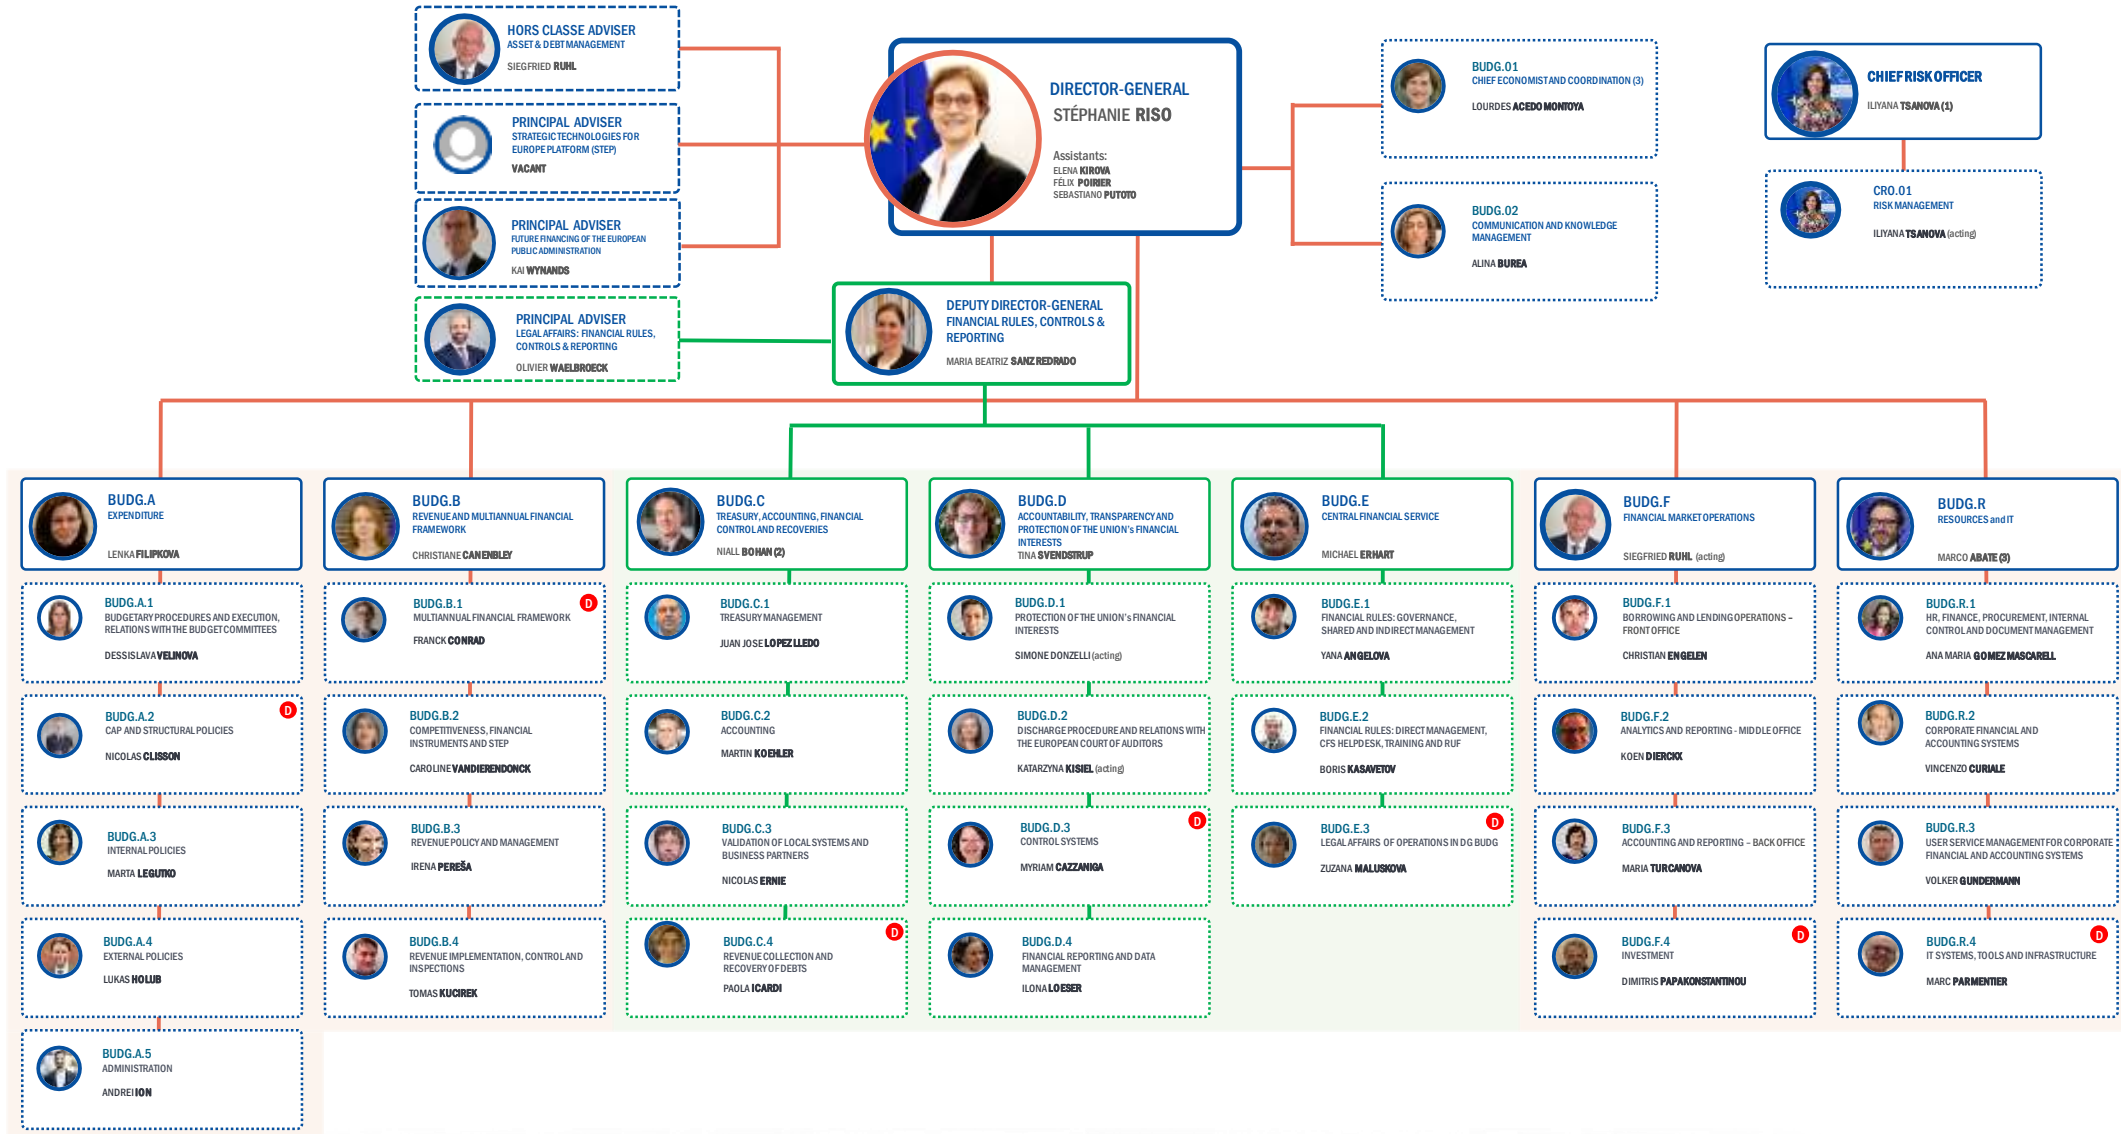 HORS CLASSE ADVISER
ASSET & DEBT MANAGEMENT
SIEGFRIED RUHL
PRINCIPAL ADVISER
STRATEGIC TECHNOLOGIES FOR
EUROPE PLATFORM (STEP)
VACANT
PRINCIPAL ADVISER
FUTURE FINANCING OF THE EUROPEAN
PUBLIC ADMINISTRATION
KAI WYNANDS
PRINCIPAL ADVISER
LEGAL AFFAIRS: FINANCIAL RULES,
CONTROLS & REPORTING
OLIVIER WAELBROECK
DIRECTOR-GENERAL
STÉPHANIE RISO
Assistants:
ELENA KIROVA
FÉLIX POIRIER
SEBASTIANO PUTOTO
DEPUTY DIRECTOR-GENERAL
FINANCIAL RULES, CONTROLS &
REPORTING
MARIA BEATRIZ SANZ REDRADO
BUDG.01
CHIEF ECONOMIST AND COORDINATION (3)
LOURDES ACEDO MONTOYA
BUDG.02
COMMUNICATION AND KNOWLEDGE
MANAGEMENT
ALINA BUREA
CHIEF RISK OFFICER
ILIYANA TSANOVA (1)
CRO.01
RISK MANAGEMENT
ILIYANA TSANOVA (acting)
BUDG.A
EXPENDITURE
LENKA FILIPKOVA
BUDG.A.1
BUDGETARY PROCEDURES AND EXECUTION,
RELATIONS WITH THE BUDGET COMMITTEES
DESSISLAVA VELINOVA
BUDG.A.2
D
CAP AND STRUCTURAL POLICIES
NICOLAS CLISSON
BUDG.A.3
INTERNAL POLICIES
MARTA LEGUTKO
BUDG.A.4
EXTERNAL POLICIES
LUKAS HOLUB
BUDG.A.5
ADMINISTRATION
ANDREI ION
BUDG.B
REVENUE AND MULTIANNUAL FINANCIAL
FRAMEWORK
CHRISTIANE CANENBLEY
BUDG.B.1
D
MULTIANNUAL FINANCIAL FRAMEWORK
FRANCK CONRAD
BUDG.B.2
COMPETITIVENESS, FINANCIAL
INSTRUMENTS AND STEP
CAROLINE VANDIERENDONCK
BUDG.B.3
REVENUE POLICY AND MANAGEMENT
IRENA PEREŠA
BUDG.B.4
REVENUE IMPLEMENTATION, CONTROL AND
INSPECTIONS
TOMAS KUCIREK
BUDG.C
TREASURY, ACCOUNTING, FINANCIAL
CONTROL AND RECOVERIES
NIALL BOHAN (2)
BUDG.C.1
TREASURY MANAGEMENT
JUAN JOSE LOPEZ LLEDO
BUDG.C.2
ACCOUNTING
MARTIN KOEHLER
BUDG.C.3
VALIDATION OF LOCAL SYSTEMS AND
BUSINESS PARTNERS
NICOLAS ERNIE
BUDG.C.4
D
REVENUE COLLECTION AND
RECOVERY OF DEBTS
PAOLA ICARDI
BUDG.D
ACCOUNTABILITY, TRANSPARENCY AND
PROTECTION OF THE UNION's FINANCIAL
INTERESTS
TINA SVENDSTRUP
BUDG.D.1
PROTECTION OF THE UNION's FINANCIAL
INTERESTS
SIMONE DONZELLI (acting)
BUDG.D.2
DISCHARGE PROCEDURE AND RELATIONS WITH
THE EUROPEAN COURT OF AUDITORS
KATARZYNA KISIEL (acting)
BUDG.D.3
D
CONTROL SYSTEMS
MYRIAM CAZZANIGA
BUDG.D.4
FINANCIAL REPORTING AND DATA
MANAGEMENT
ILONA LOESER
BUDG.E
CENTRAL FINANCIAL SERVICE
MICHAEL ERHART
BUDG.E.1
FINANCIAL RULES: GOVERNANCE,
SHARED AND INDIRECT MANAGEMENT
YANA ANGELOVA
BUDG.E.2
FINANCIAL RULES: DIRECT MANAGEMENT,
CFS HELPDESK, TRAINING AND RUF
BORIS KASAVETOV
BUDG.E.3
D
LEGAL AFFAIRS OF OPERATIONS IN DG BUDG
ZUZANA MALUSKOVA
BUDG.F
FINANCIAL MARKET OPERATIONS
SIEGFRIED RUHL (acting)
BUDG.F.1
BORROWING AND LENDING OPERATIONS –
FRONT OFFICE
CHRISTIAN ENGELEN
BUDG.F.2
ANALYTICS AND REPORTING - MIDDLE OFFICE
KOEN DIERCKX
BUDG.F.3
ACCOUNTING AND REPORTING – BACK OFFICE
MARIA TURCANOVA
BUDG.F.4
D
INVESTMENT
DIMITRIS PAPAKONSTANTINOU
BUDG.R
RESOURCES and IT
MARCO ABATE (3)
BUDG.R.1
HR, FINANCE, PROCUREMENT, INTERNAL
CONTROL AND DOCUMENT MANAGEMENT
ANA MARIA GOMEZ MASCARELL
BUDG.R.2
CORPORATE FINANCIAL AND
ACCOUNTING SYSTEMS
VINCENZO CURIALE
BUDG.R.3
USER SERVICE MANAGEMENT FOR CORPORATE
FINANCIAL AND ACCOUNTING SYSTEMS
VOLKER GUNDERMANN
BUDG.R.4
D
IT SYSTEMS, TOOLS AND INFRASTRUCTURE
MARC PARMENTIER